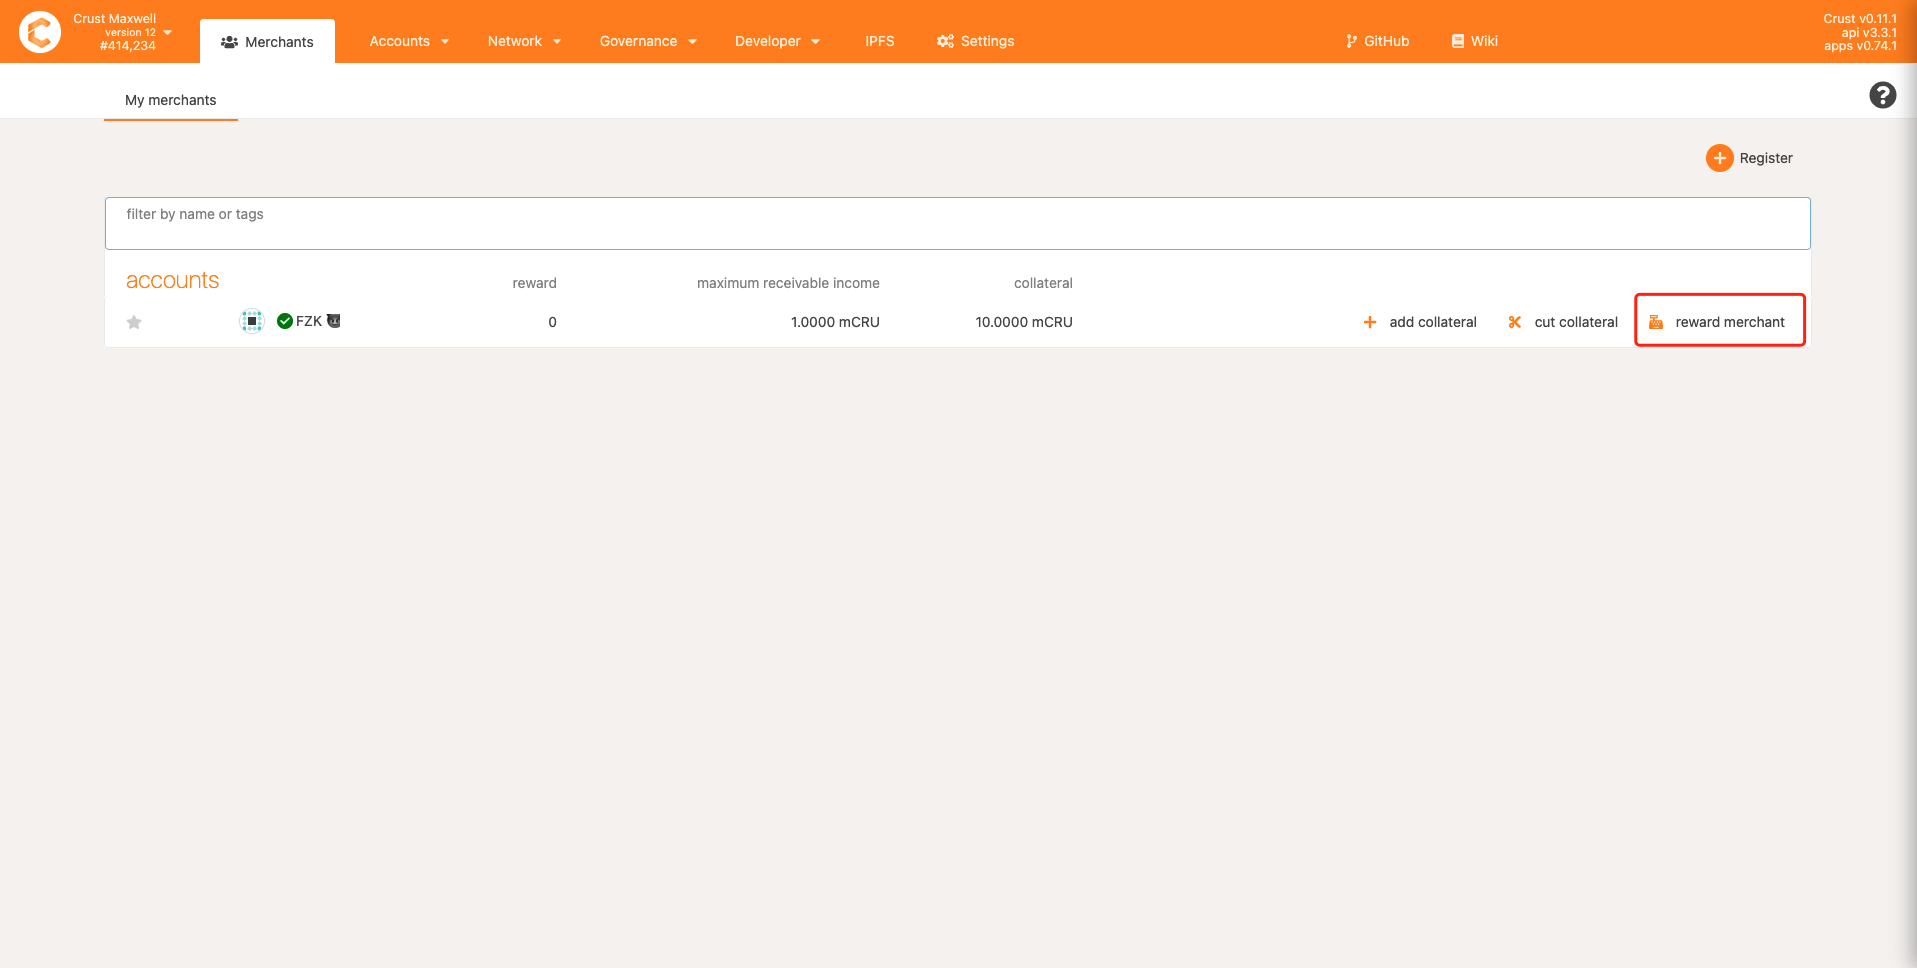 Crust Maxwell
version 12
#414,234
Merchants
Accounts
Network
Governance
Developer
IPFS
Settings
GitHub
Wiki
Crust v0.11.1
api v3.3.1
apps v0.74.1
My merchants
Register
filter by name or tags
accounts reward maximum receivable income collateral
FZK 0 1.0000 mCRU 10.0000 mCRU add collateral cut collateral reward merchant